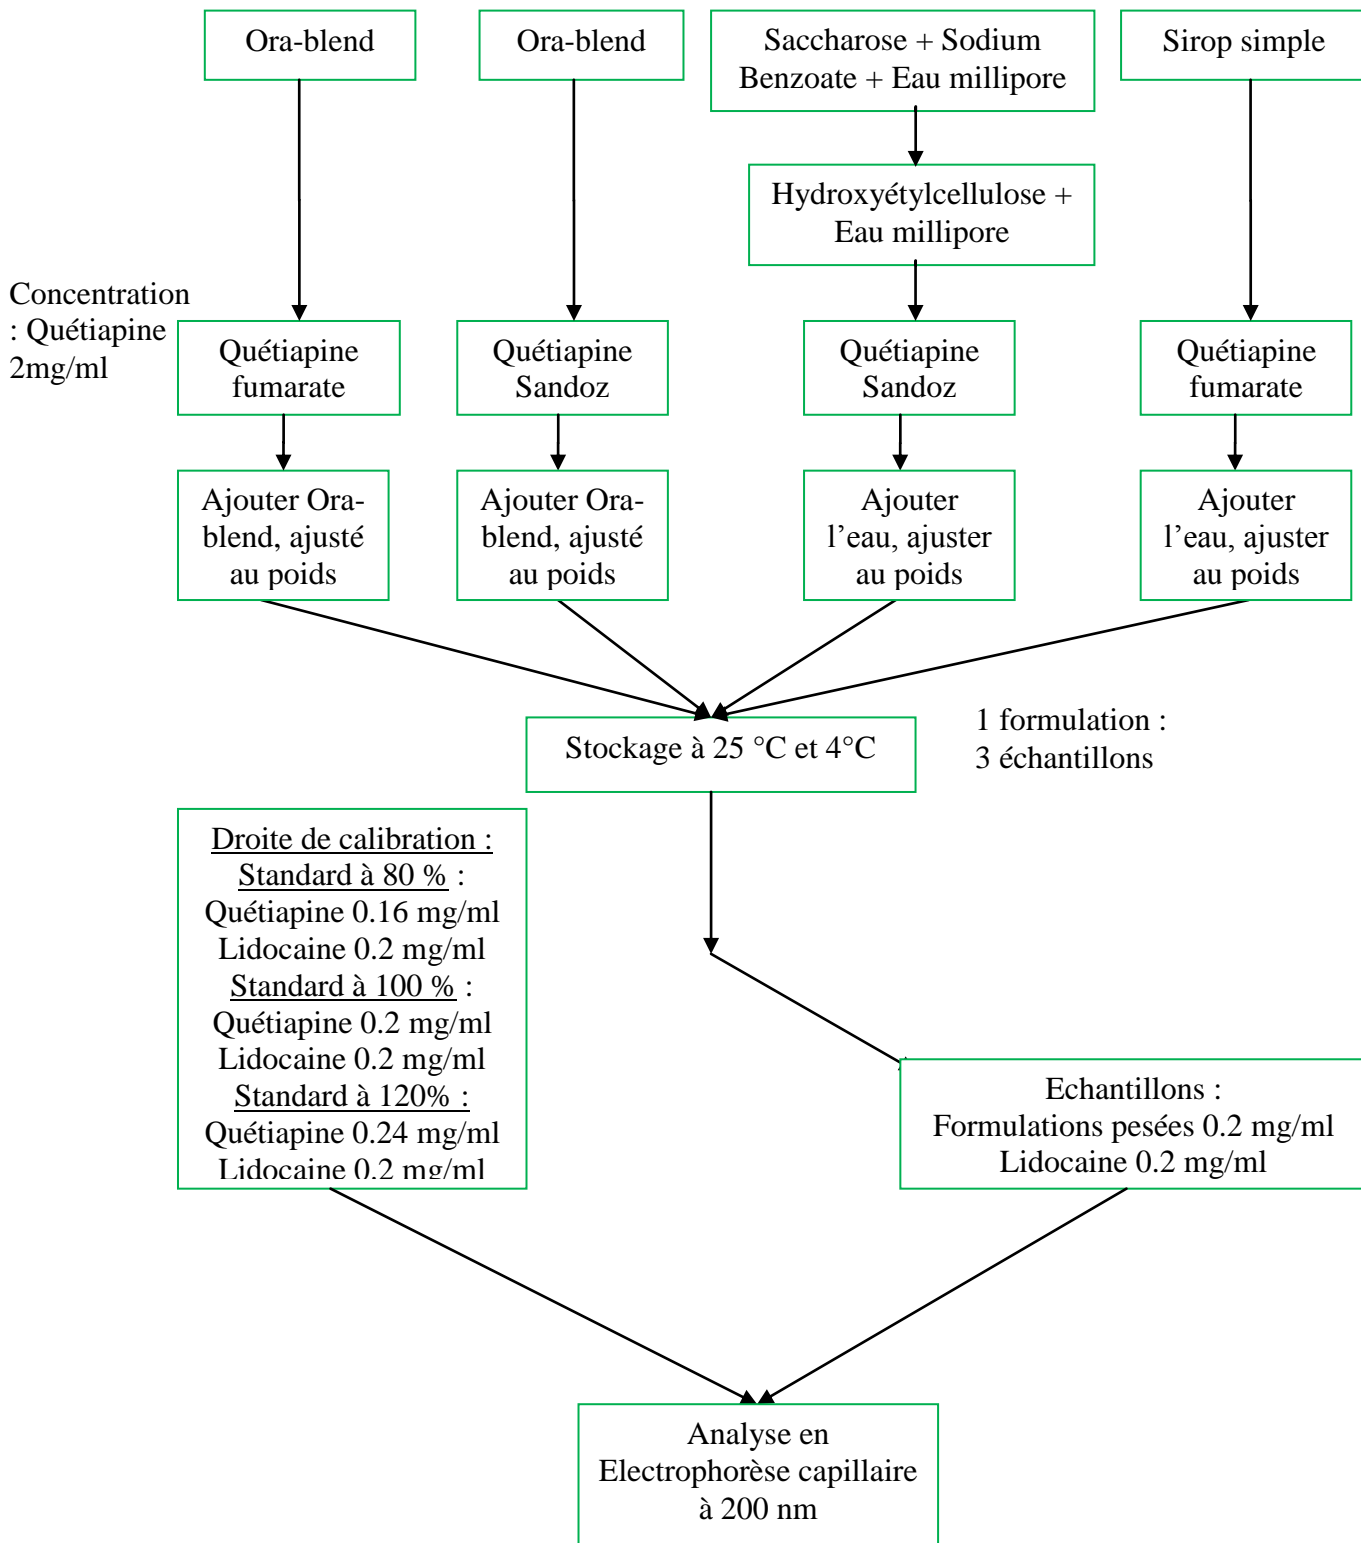 Ora-blend
Ora-blend
Saccharose + Sodium
Benzoate + Eau millipore
Sirop simple
Hydroxyétylcellulose +
Eau millipore
Concentration
: Quétiapine
2mg/ml
Quétiapine
fumarate
Quétiapine
Sandoz
Quétiapine
Sandoz
Quétiapine
fumarate
Ajouter Ora-
blend, ajusté
au poids
Ajouter Ora-
blend, ajusté
au poids
Ajouter
l’eau, ajuster
au poids
Ajouter
l’eau, ajuster
au poids
Stockage à 25 °C et 4°C
1 formulation :
3 échantillons
Droite de calibration :
Standard à 80 % :
Quétiapine 0.16 mg/ml
Lidocaine 0.2 mg/ml
Standard à 100 % :
Quétiapine 0.2 mg/ml
Lidocaine 0.2 mg/ml
Standard à 120% :
Quétiapine 0.24 mg/ml
Lidocaine 0.2 mg/ml
Echantillons :
Formulations pesées 0.2 mg/ml
Lidocaine 0.2 mg/ml
Analyse en
Electrophorèse capillaire
à 200 nm